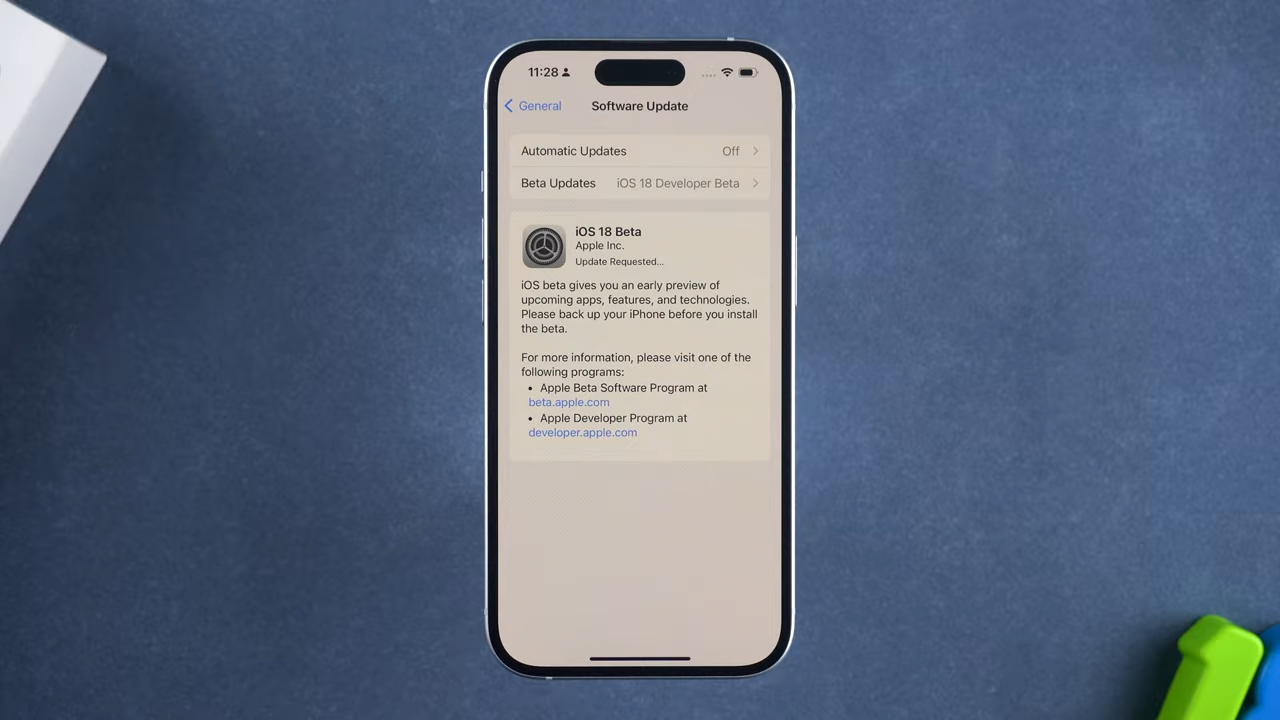 11:28
General
Software Update
Automatic Updates
Off
Beta Updates
iOS 18 Developer Beta
iOS 18 Beta
Apple Inc.
Update Requested...
iOS beta gives you an early preview of
upcoming apps, features, and technologies.
Please back up your iPhone before you install
the beta.
For more information, please visit one of the
following programs:
• Apple Beta Software Program at
beta.apple.com
• Apple Developer Program at
developer.apple.com